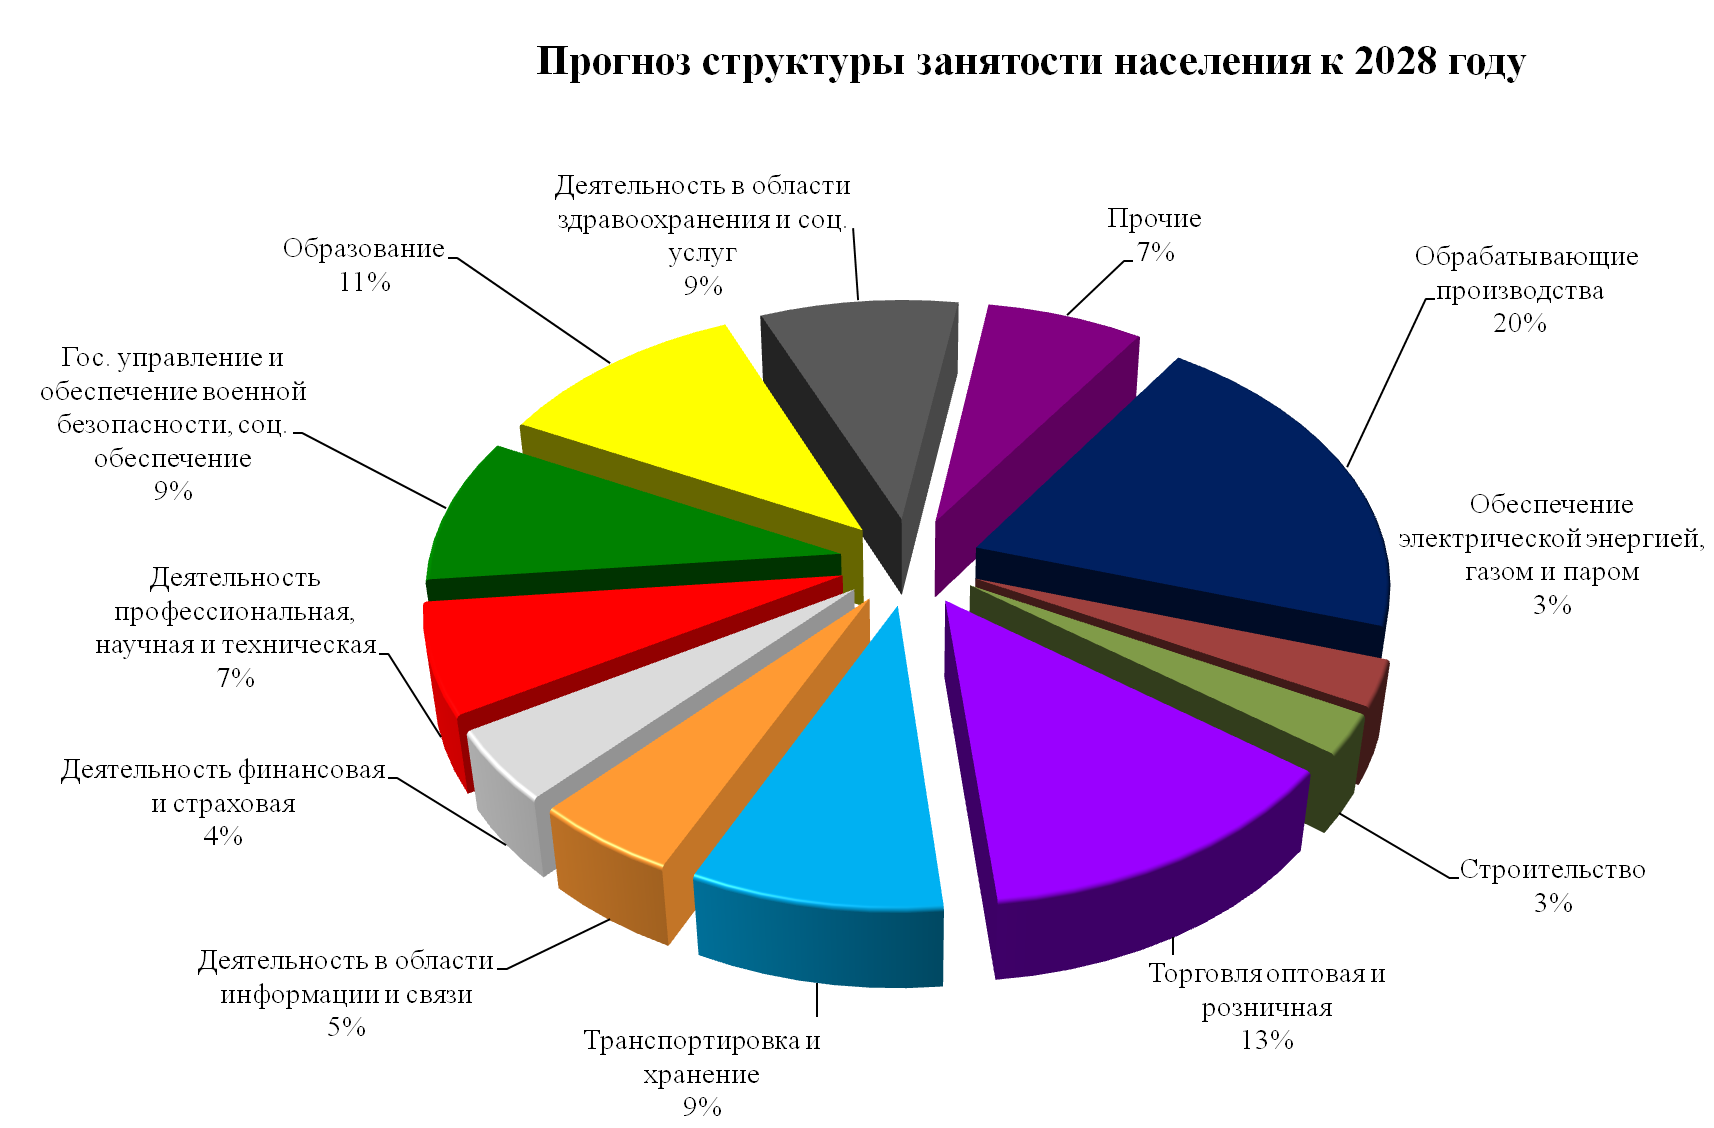 Прогноз структуры занятости населения к 2028 году
Деятельность в области
здравоохранения и соц.
услуг
9%
Прочие
7%
Образование
11%
Обрабатывающие
производства
20%
Гос. управление и
обеспечение военной
безопасности, соц.
обеспечение
9%
Обеспечение
электрической энергией,
газом и паром
3%
Деятельность
профессиональная,
научная и техническая
7%
Деятельность финансовая
и страховая
4%
Строительство
3%
Деятельность в области
информации и связи
5%
Торговля оптовая и
розничная
13%
Транспортировка и
хранение
9%